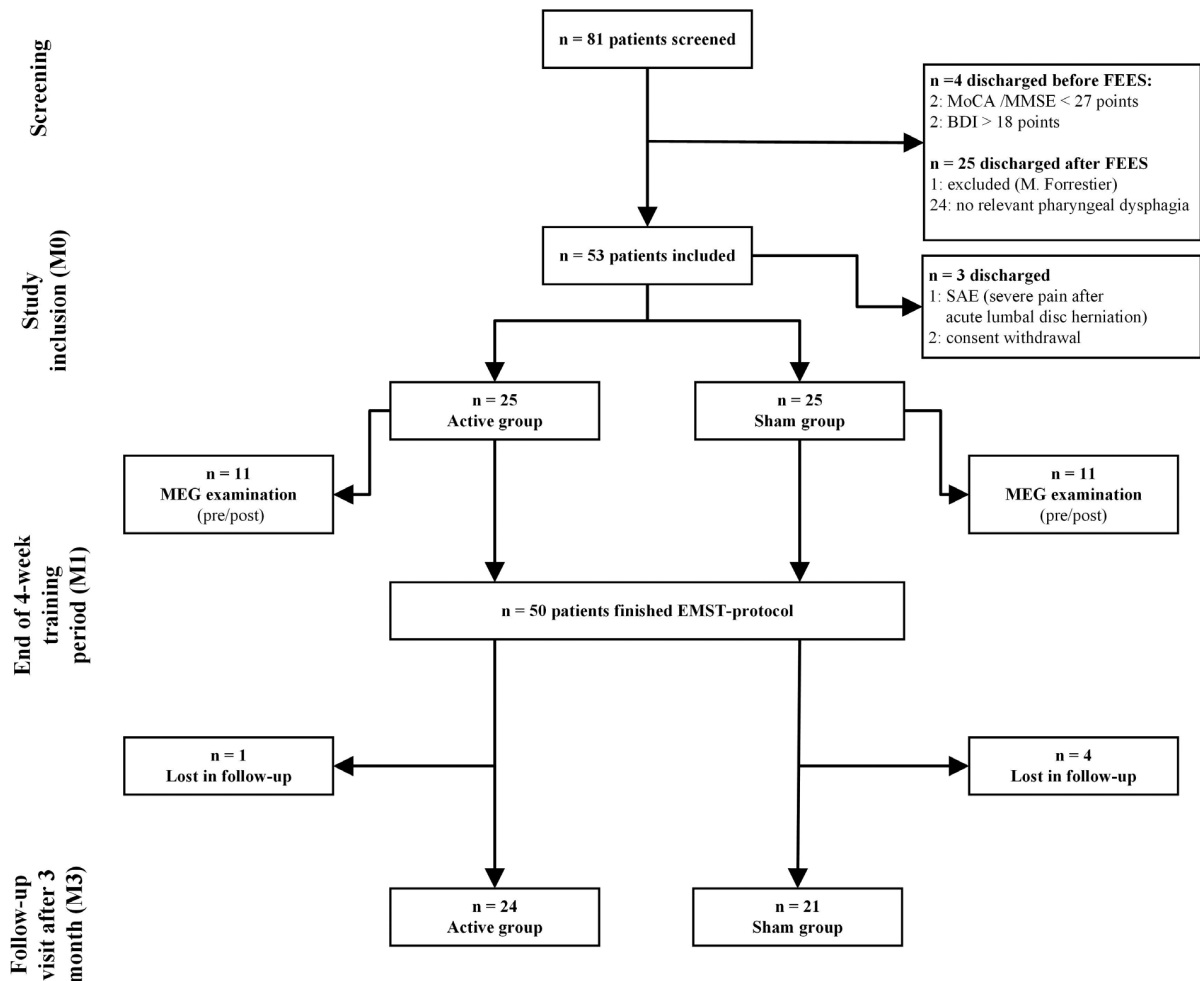 Screening
n = 81 patients screened
n =4 discharged before FEES:
2: MoCA /MMSE < 27 points
2: BDI > 18 points
n = 25 discharged after FEES
1: excluded (M. Forrestier)
24: no relevant pharyngeal dysphagia
Study
inclusion (M0)
n = 53 patients included
n = 3 discharged
1: SAE (severe pain after
acute lumbal disc herniation)
2: consent withdrawal
n = 25
Active group
n = 25
Sham group
n = 11
MEG examination
(pre/post)
n = 11
MEG examination
(pre/post)
End of 4-week
training
period (M1)
n = 50 patients finished EMST-protocol
n = 1
Lost in follow-up
n = 4
Lost in follow-up
Follow-up
visit after 3
month (M3)
n = 24
Active group
n = 21
Sham group